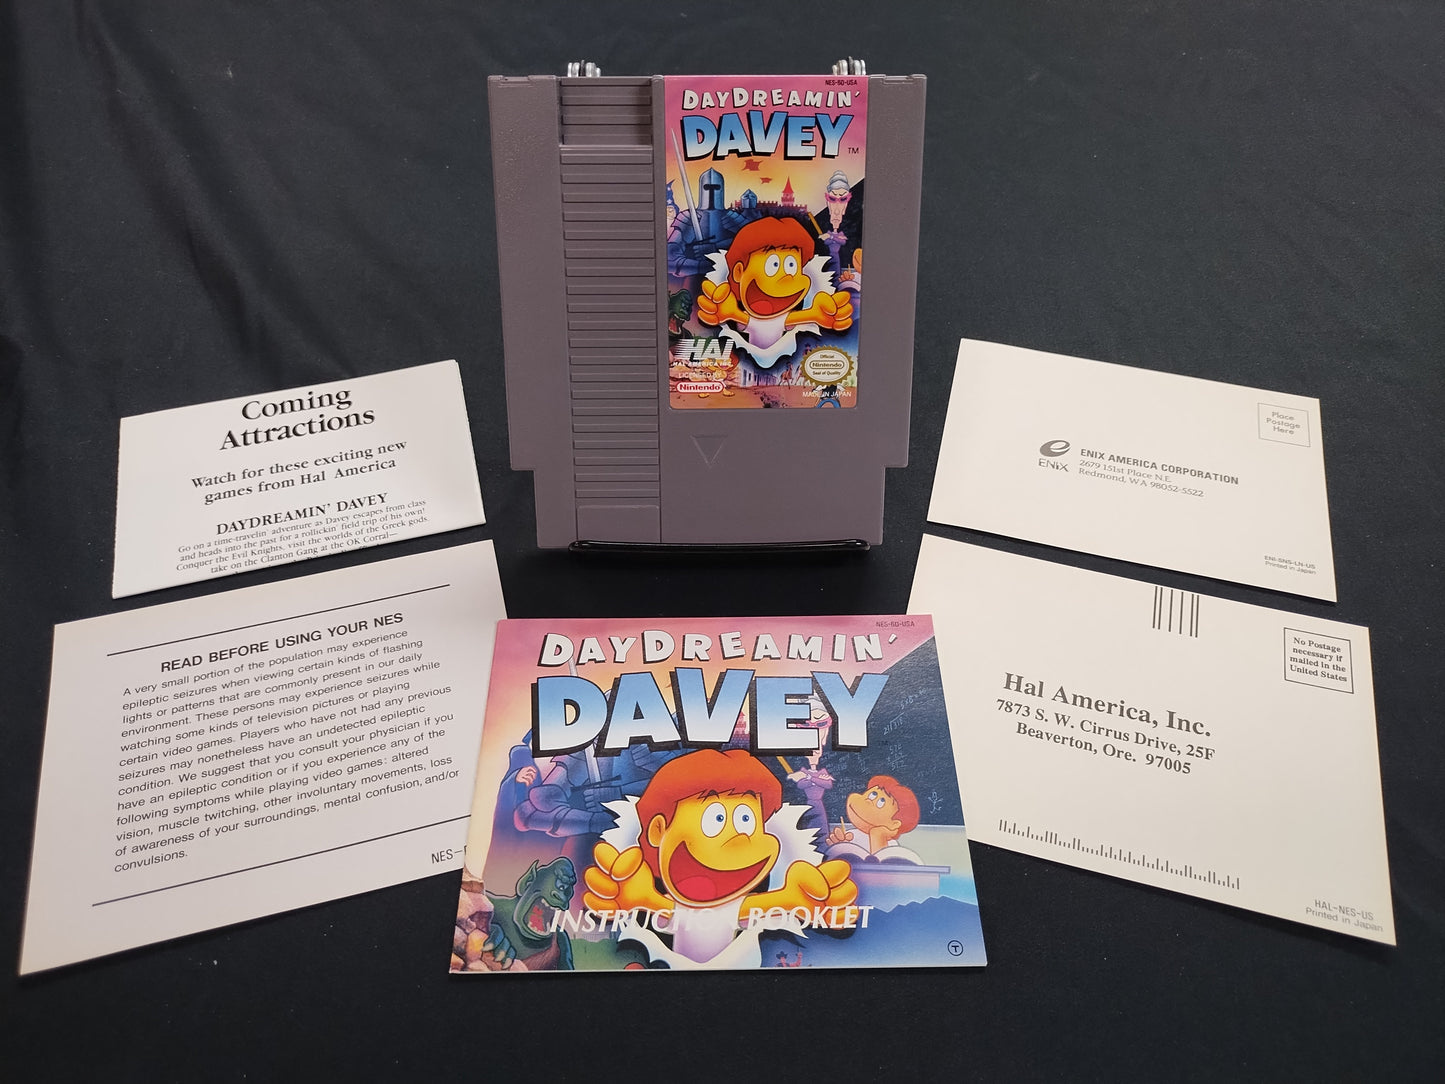 NES-6D-USA
DAYDREAMIN'
DAVEY
TM
HAL
HAL AMERICA INC.
LICENSED BY
Nintendo
Official
Nintendo
Seal of Quality
MADE IN JAPAN
Coming
Attractions
Watch for these exciting new
games from Hal America
DAYDREAMIN' DAVEY
Go on a time-travelin' adventure as Davey escapes from class
and heads into the past for a rollickin' field trip of his own!
Conquer the Evil Knights, visit the worlds of the Greek gods,
take on the Clanton Gang at the OK Corral—
Place
Postage
Here
ENIX
ENIX AMERICA CORPORATION
2679 151st Place N.E.
Redmond, WA 98052-5522
ENI-SNS-LN-US
Printed in Japan
READ BEFORE USING YOUR NES
A very small portion of the population may experience
epileptic seizures when viewing certain kinds of flashing
lights or patterns that are commonly present in our daily
environment. These persons may experience seizures while
watching some kinds of television pictures or playing
certain video games. Players who have not had any previous
seizures may nonetheless have an undetected epileptic
condition. We suggest that you consult your physician if you
have an epileptic condition or if you experience any of the
following symptoms while playing video games: altered
vision, muscle twitching, other involuntary movements, loss
of awareness of your surroundings, mental confusion, and/or
convulsions.
NES-
NES-6D-USA
DAYDREAMIN'
DAVEY
INSTRUCTION BOOKLET
T
No Postage
necessary if
mailed in the
United States
Hal America, Inc.
7873 S. W. Cirrus Drive, 25F
Beaverton, Ore. 97005
HAL-NES-US
Printed in Japan